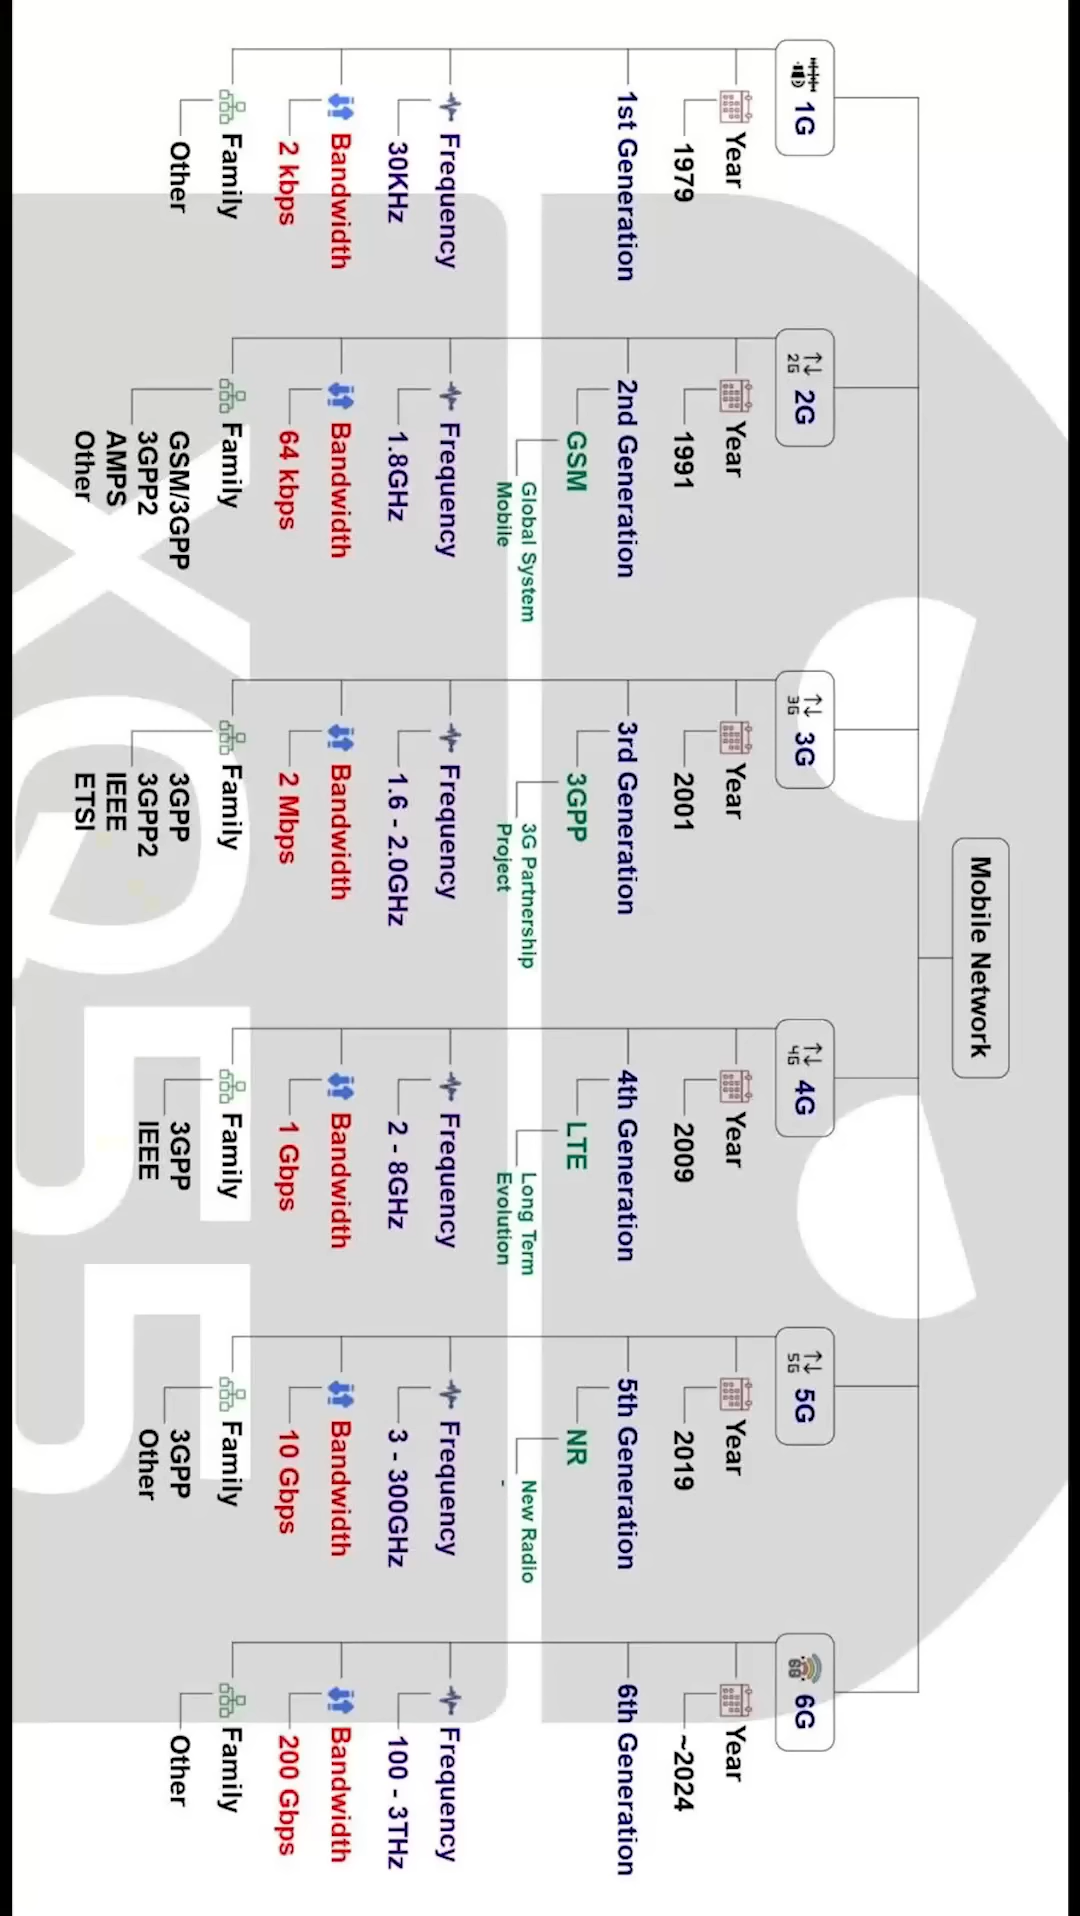 Mobile Network
1G
Year
1979
1st Generation
Frequency
30KHz
Bandwidth
2 kbps
Family
Other
2G
2G
Year
1991
2nd Generation
GSM
Global System
Mobile
Frequency
1.8GHz
Bandwidth
64 kbps
Family
GSM/3GPP
3GPP2
AMPS
Other
3G
3G
Year
2001
3rd Generation
3GPP
3G Partnership
Project
Frequency
1.6 - 2.0GHz
Bandwidth
2 Mbps
Family
3GPP
3GPP2
IEEE
ETSI
4G
4G
Year
2009
4th Generation
LTE
Long Term
Evolution
Frequency
2 - 8GHz
Bandwidth
1 Gbps
Family
3GPP
IEEE
5G
5G
Year
2019
5th Generation
NR
New Radio
-
Frequency
3 - 300GHz
Bandwidth
10 Gbps
Family
3GPP
Other
6G
Year
~2024
6th Generation
Frequency
100 - 3THz
Bandwidth
200 Gbps
Family
Other